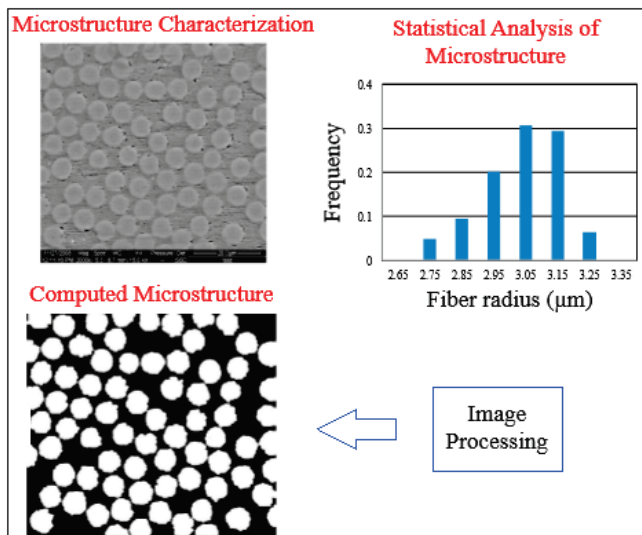 Microstructure Characterization
Statistical Analysis of
Microstructure
0.4
0.3
0.2
0.1
0
Frequency
2.65 2.75 2.85 2.95 3.05 3.15 3.25 3.35
Fiber radius (µm)
Computed Microstructure
Image
Processing